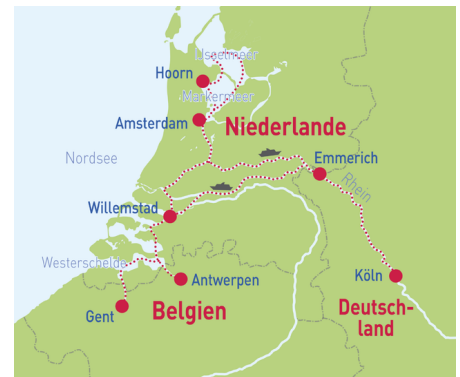 IJsselmeer
Hoorn
Markermeer
Amsterdam
Niederlande
Nordsee
Emmerich
Rhein
Willemstad
Westerschelde
Antwerpen
Köln
Gent
Belgien
Deutsch-
land